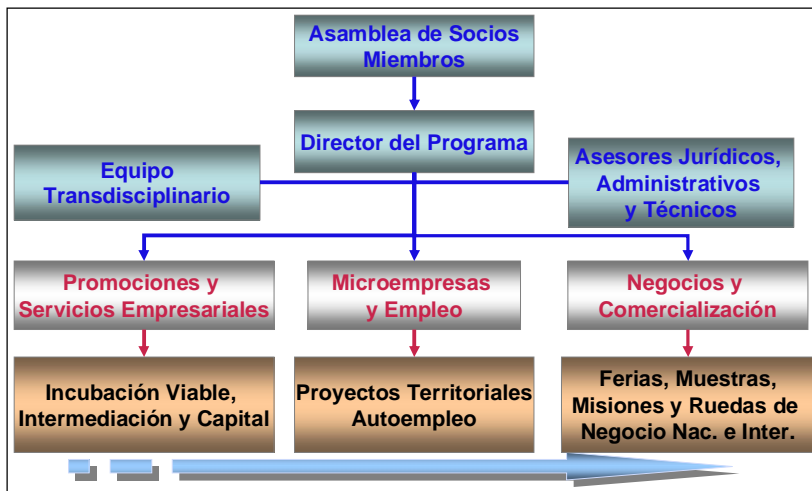 Asamblea de Socios
Miembros
Director del Programa
Equipo
Transdisciplinario
Asesores Jurídicos,
Administrativos
y Técnicos
Promociones y
Servicios Empresariales
Microempresas
y Empleo
Negocios y
Comercialización
Incubación Viable,
Intermediación y Capital
Proyectos Territoriales
Autoempleo
Ferias, Muestras,
Misiones y Ruedas de
Negocio Nac. e Inter.